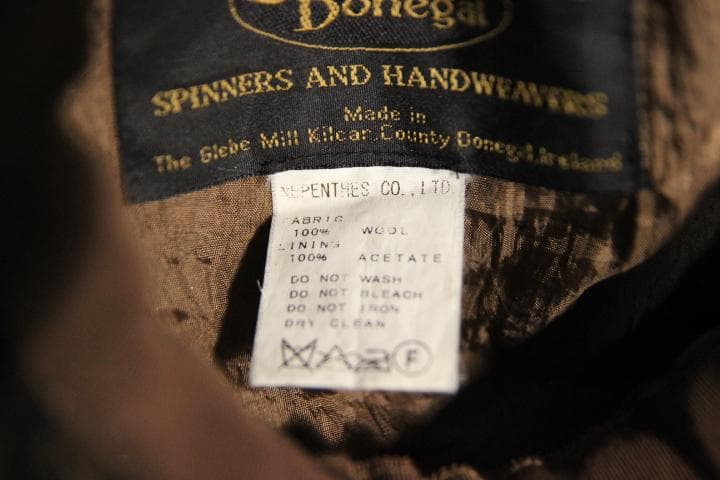 Donegal
SPINNERS AND HANDWEAVERS
Made in
The Glebe Mill Kilcar, County Donegal, Ireland
NEPENTHES CO.,LTD
FABRIC
100% WOOL
LINING
100% ACETATE
DO NOT WASH
DO NOT BLEACH
DO NOT IRON
DRY CLEAN
F